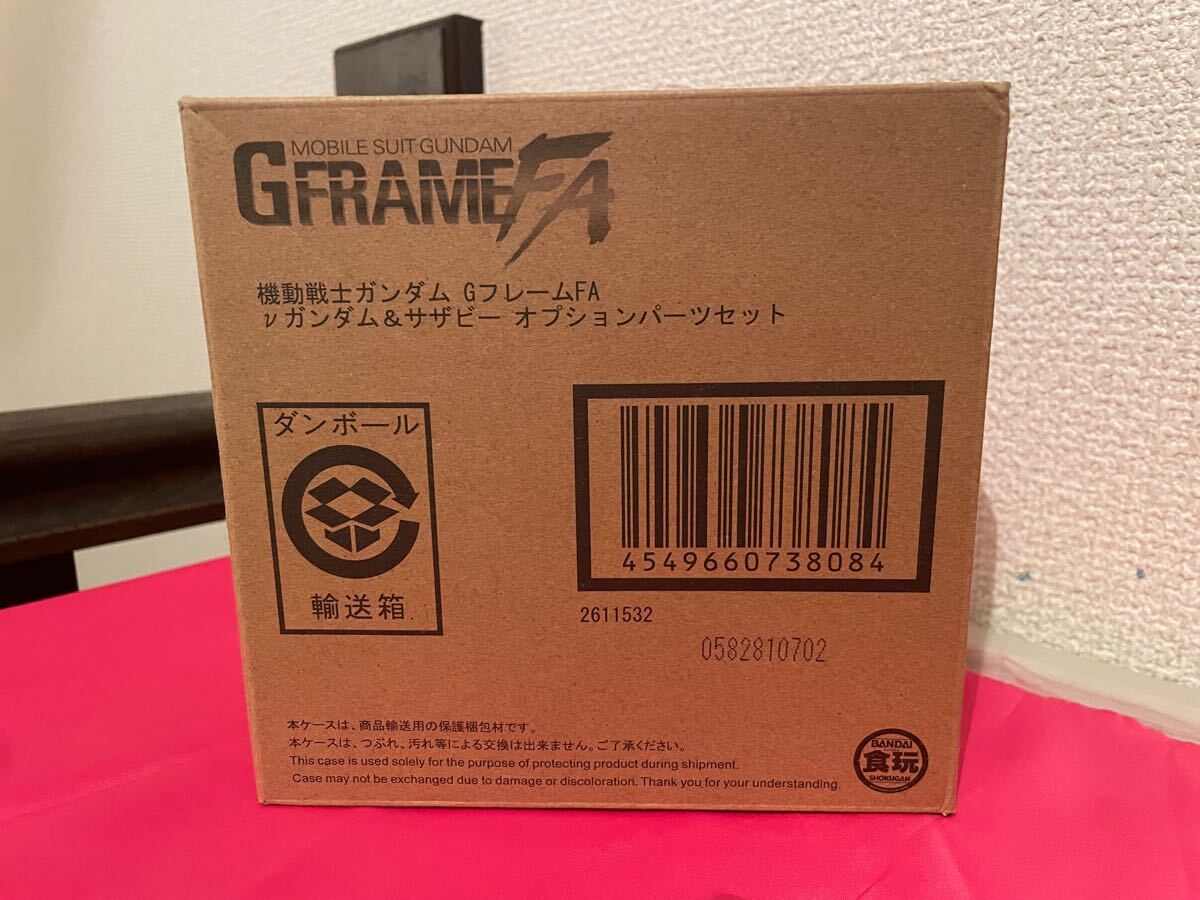 MOBILE SUIT GUNDAM
GFRAMEFA
機動戦士ガンダム GフレームFA
νガンダム＆サザビー オプションパーツセット
ダンボール
輸送箱
4549660738084
2611532
0582810702
本ケースは、商品輸送用の保護梱包材です。
本ケースは、つぶれ、汚れ等による交換は出来ません。ご了承ください。
This case is used solely for the purpose of protecting product during shipment.
Case may not be exchanged due to damage or discoloration. Thank you for your understanding.
BANDAI
食玩
SHOKUGAN